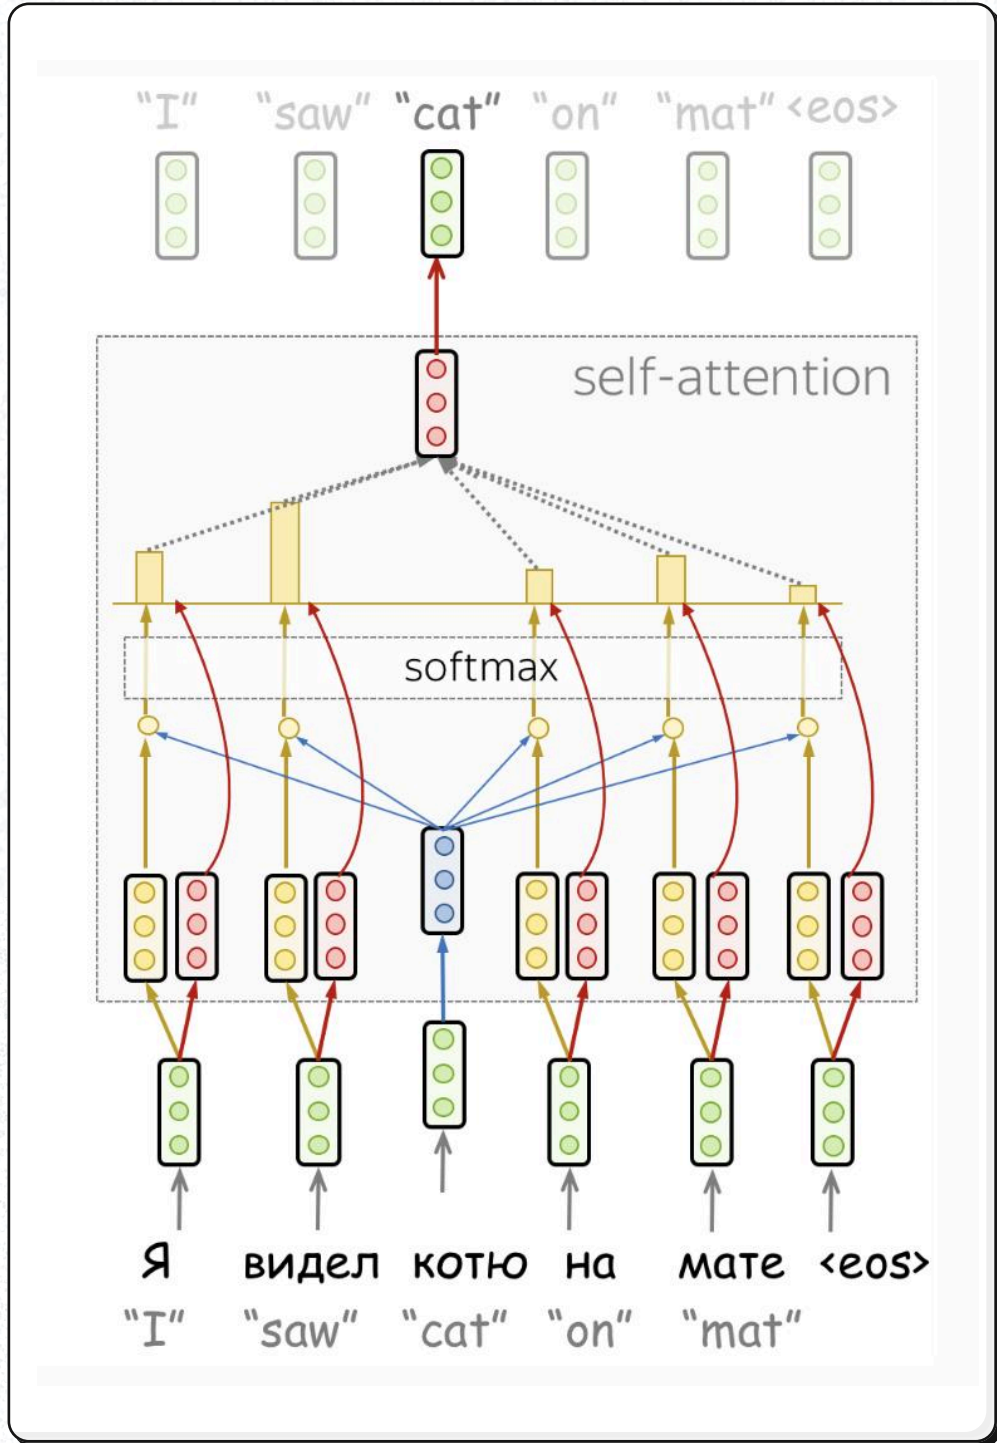 “I” “saw” “cat” “on” “mat” <eos>
self-attention
softmax
Я видел котю на мате <eos>
“I” “saw” “cat” “on” “mat”